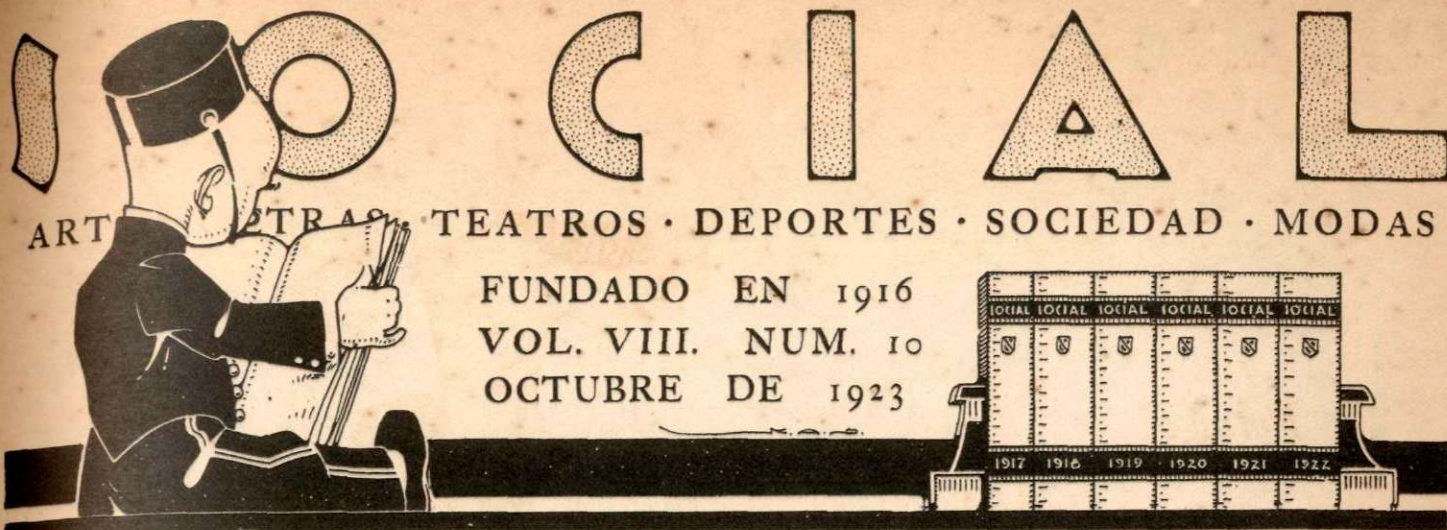 SOCIAL
ART ETRAS · TEATROS · DEPORTES · SOCIEDAD · MODAS
FUNDADO EN 1916
VOL. VIII. NUM. 10
OCTUBRE DE 1923
SOCIAL SOCIAL SOCIAL SOCIAL SOCIAL SOCIAL
1917 1918 1919 1920 1921 1922